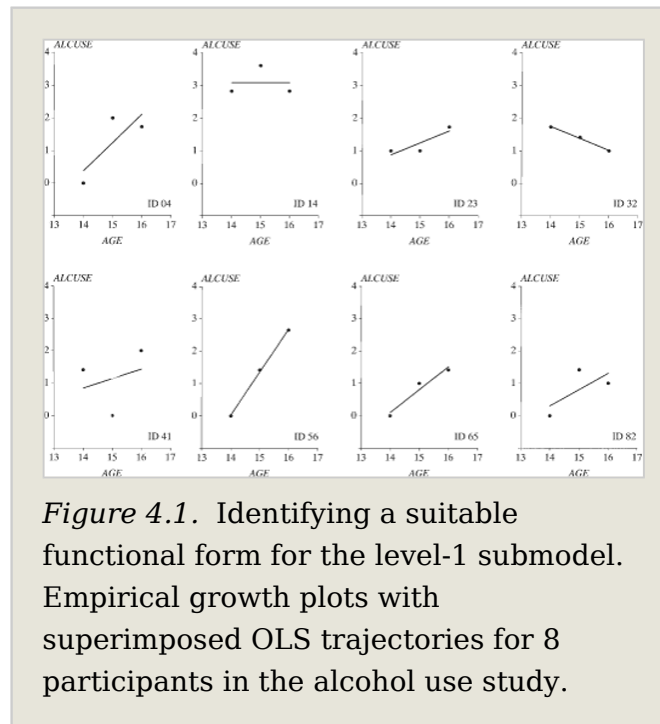 ALCUSE ALCUSE ALCUSE ALCUSE
4 4 4 4
3 3 3 3
2 2 2 2
1 1 1 1
0 0 0 0
ID 04 ID 14 ID 23 ID 32
13 14 15 16 17 13 14 15 16 17 13 14 15 16 17 13 14 15 16 17
AGE AGE AGE AGE
ALCUSE ALCUSE ALCUSE ALCUSE
4 4 4 4
3 3 3 3
2 2 2 2
1 1 1 1
0 0 0 0
ID 41 ID 56 ID 65 ID 82
13 14 15 16 17 13 14 15 16 17 13 14 15 16 17 13 14 15 16 17
AGE AGE AGE AGE
Figure 4.1. Identifying a suitable
functional form for the level-1 submodel.
Empirical growth plots with
superimposed OLS trajectories for 8
participants in the alcohol use study.